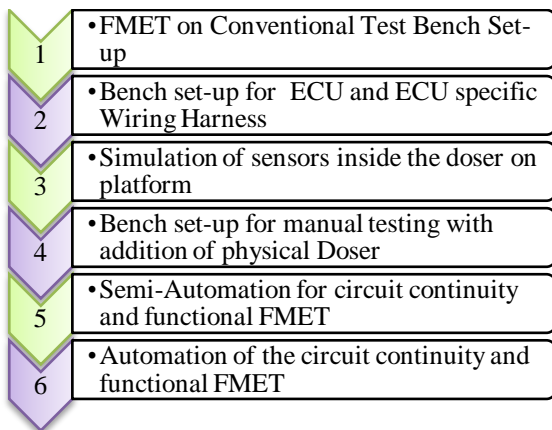 1
•FMET on Conventional Test Bench Set-
up
2
•Bench set-up for ECU and ECU specific
Wiring Harness
3
•Simulation of sensors inside the doser on
platform
4
•Bench set-up for manual testing with
addition of physical Doser
5
•Semi-Automation for circuit continuity
and functional FMET
6
•Automation of the circuit continuity and
functional FMET